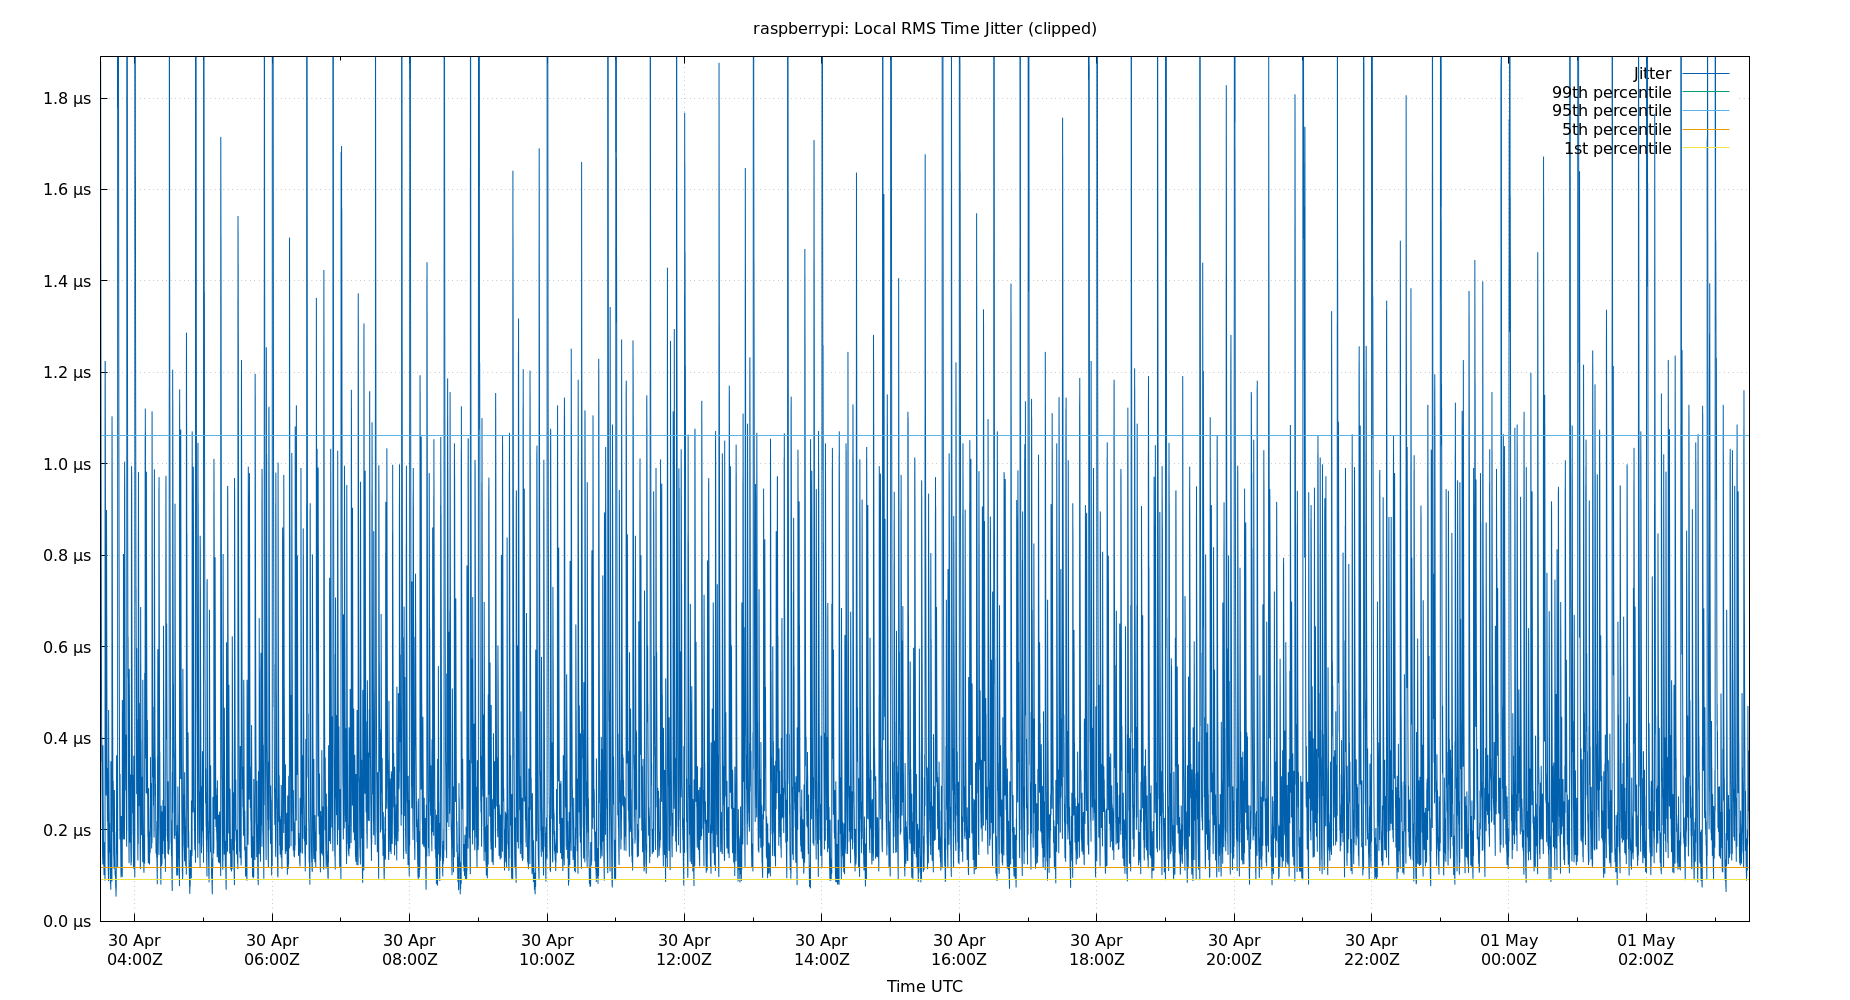 raspberrypi: Local RMS Time Jitter (clipped)
Jitter
99th percentile
95th percentile
5th percentile
1st percentile
1.8 µs
1.6 µs
1.4 µs
1.2 µs
1.0 µs
0.8 µs
0.6 µs
0.4 µs
0.2 µs
0.0 µs
30 Apr 30 Apr 30 Apr 30 Apr 30 Apr 30 Apr 30 Apr 30 Apr 30 Apr 30 Apr 01 May 01 May
04:00Z 06:00Z 08:00Z 10:00Z 12:00Z 14:00Z 16:00Z 18:00Z 20:00Z 22:00Z 00:00Z 02:00Z
Time UTC